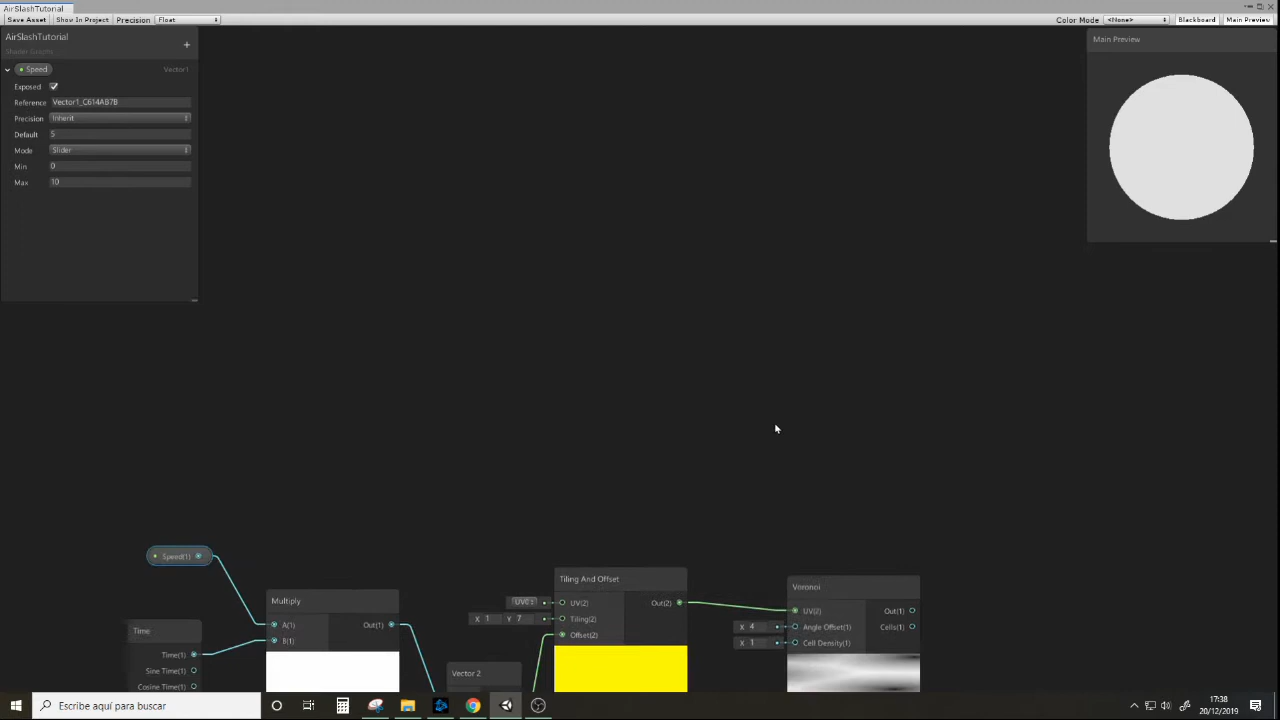 AirSlashTutorial
Save Asset Show In Project Precision Float Color Mode <None> Blackboard Main Preview
AirSlashTutorial
Shader Graphs
Main Preview
Speed Vector1
Exposed
Reference Vector1_C614AB7B
Precision Inherit
Default 5
Mode Slider
Min 0
Max 10
Speed(1)
Multiply
A(1) Out(1)
B(1)
Time
Time(1)
Sine Time(1)
Cosine Time(1)
Vector 2
Tiling And Offset
UV0 UV(2) Out(2)
X 1 Y 7 Tiling(2)
Offset(2)
Voronoi
UV(2) Out(1)
X 4 Angle Offset(1) Cells(1)
X 1 Cell Density(1)
Escribe aquí para buscar
17:38
20/12/2019